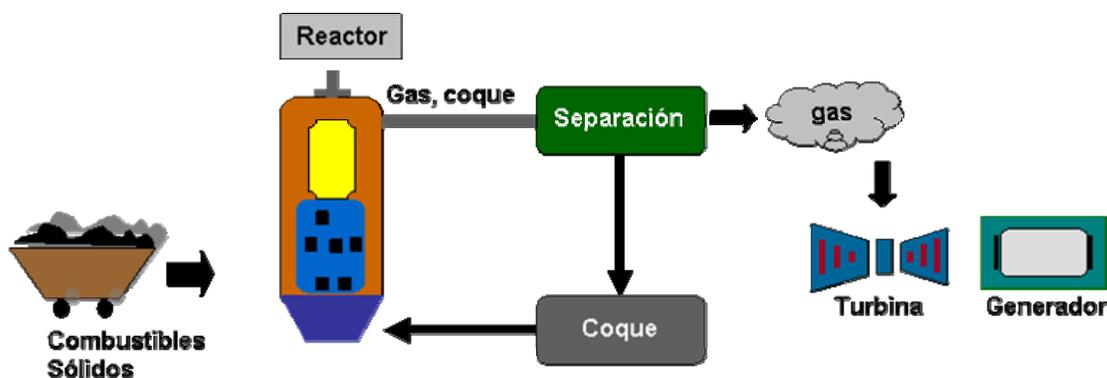 Reactor
Gas, coque
Separación
gas
Combustibles
Sólidos
Coque
Turbina
Generador